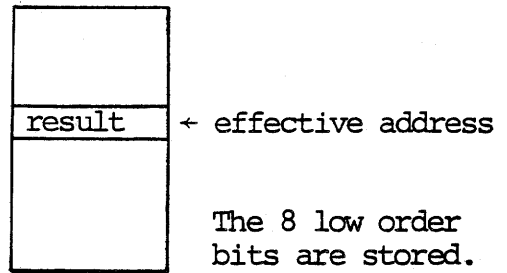 result ← effective address
The 8 low order
bits are stored.